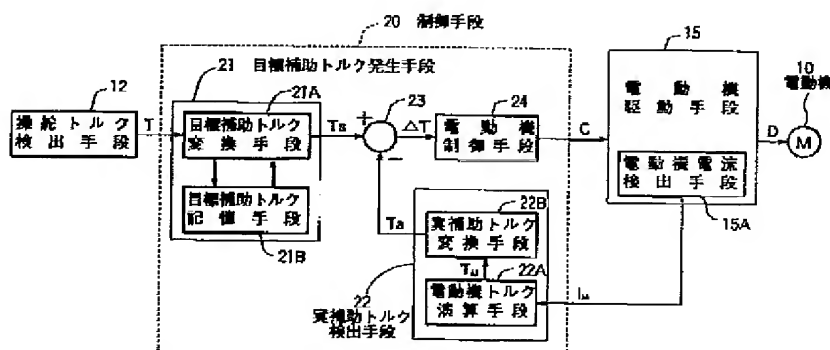 20 制御手段
21 目標補助トルク発生手段
15
10
電動機
12
21A
23
24
電動機
駆動手段
操舵トルク
検出手段
T
目標補助トルク
変換手段
Ts
+
−
△T
電動機
制御手段
C
D
M
目標補助トルク
記憶手段
21B
Ta
22B
実補助トルク
変換手段
電動機電流
検出手段
15A
TM
22A
電動機トルク
演算手段
IM
22
実補助トルク
検出手段